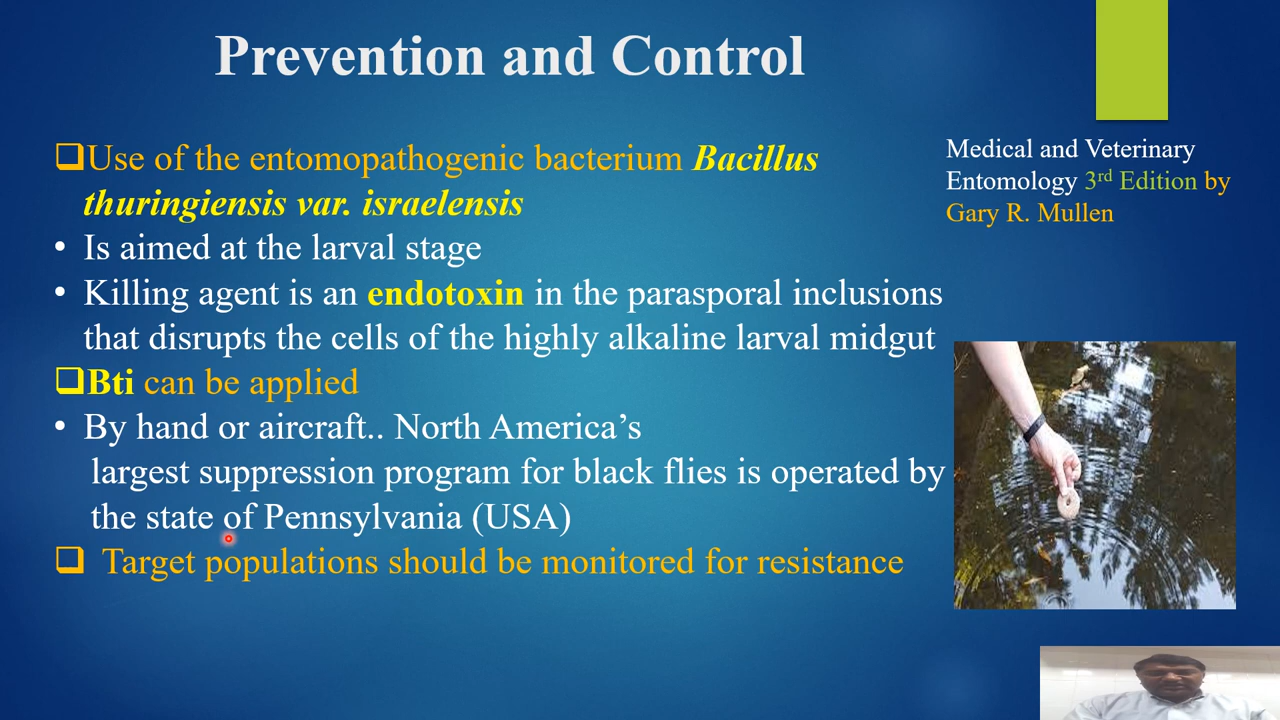 Prevention and Control
❑Use of the entomopathogenic bacterium Bacillus
thuringiensis var. israelensis
• Is aimed at the larval stage
• Killing agent is an endotoxin in the parasporal inclusions
that disrupts the cells of the highly alkaline larval midgut
❑Bti can be applied
• By hand or aircraft.. North America’s
largest suppression program for black flies is operated by
the state of Pennsylvania (USA)
❑ Target populations should be monitored for resistance
Medical and Veterinary
Entomology 3rd Edition by
Gary R. Mullen